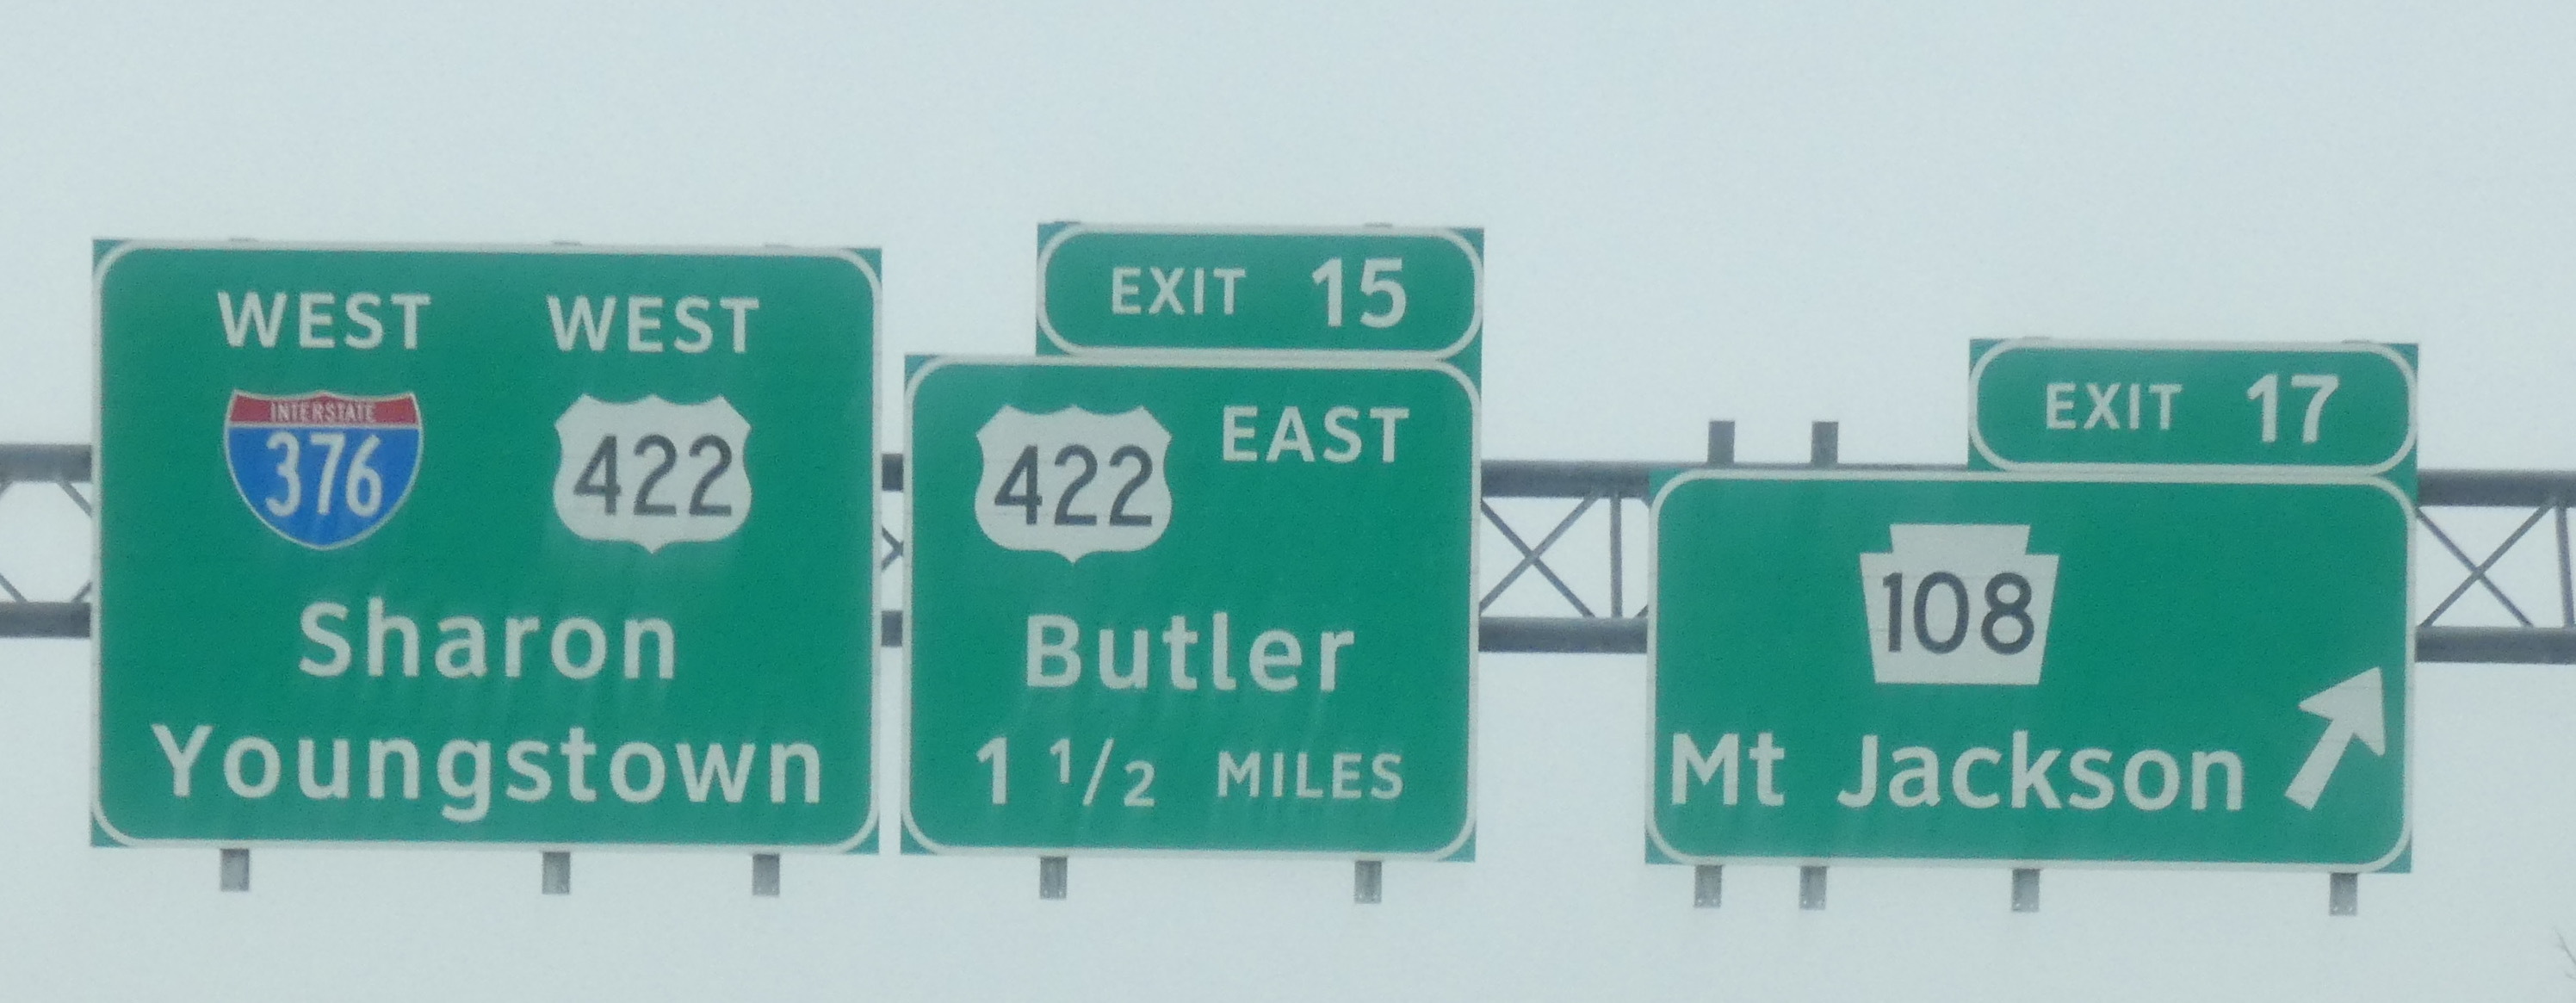 WEST WEST
INTERSTATE
376 422
Sharon
Youngstown
EXIT 15
422 EAST
Butler
1 1/2 MILES
EXIT 17
108
Mt Jackson